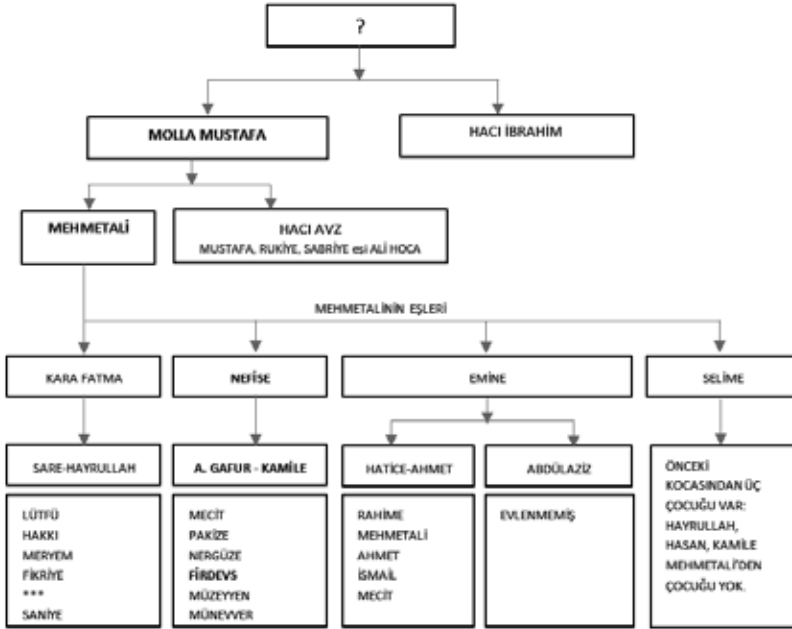 ?
MOLLA MUSTAFA
HACI İBRAHİM
MEHMETALİ
HACI AVZ
MUSTAFA, RUKİYE, SABRİYE eşi ALİ HOCA
MEHMETALİNİN EŞLERİ
KARA FATMA
NEFİSE
EMİNE
SELİME
SARE-HAYRULLAH
A. GAFUR - KAMİLE
HATİCE-AHMET
ABDÜLAZİZ
LÜTFÜ
HAKKI
MERYEM
FİKRİYE
***
SANİYE
MECİT
PAKİZE
NERGÜZE
FİRDEVS
MÜZEYYEN
MÜNEVVER
RAHİME
MEHMETALİ
AHMET
İSMAİL
MECİT
EVLENMEMİŞ
ÖNCEKİ
KOCASINDAN ÜÇ
ÇOCUĞU VAR:
HAYRULLAH,
HASAN, KAMİLE
MEHMETALİ'DEN
ÇOCUĞU YOK.